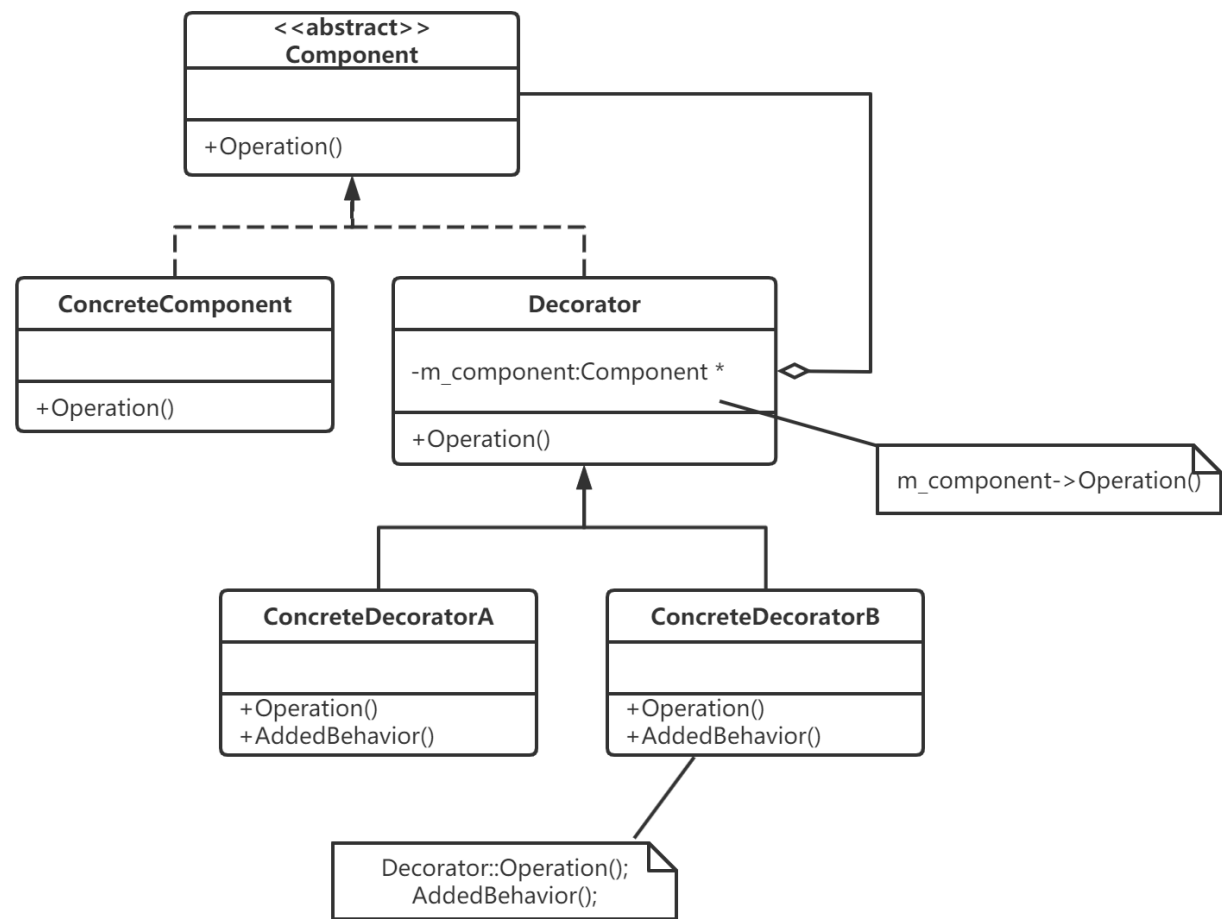 <<abstract>>
Component
+Operation()
ConcreteComponent
+Operation()
Decorator
-m_component:Component *
+Operation()
m_component->Operation()
ConcreteDecoratorA
+Operation()
+AddedBehavior()
ConcreteDecoratorB
+Operation()
+AddedBehavior()
Decorator::Operation();
AddedBehavior();